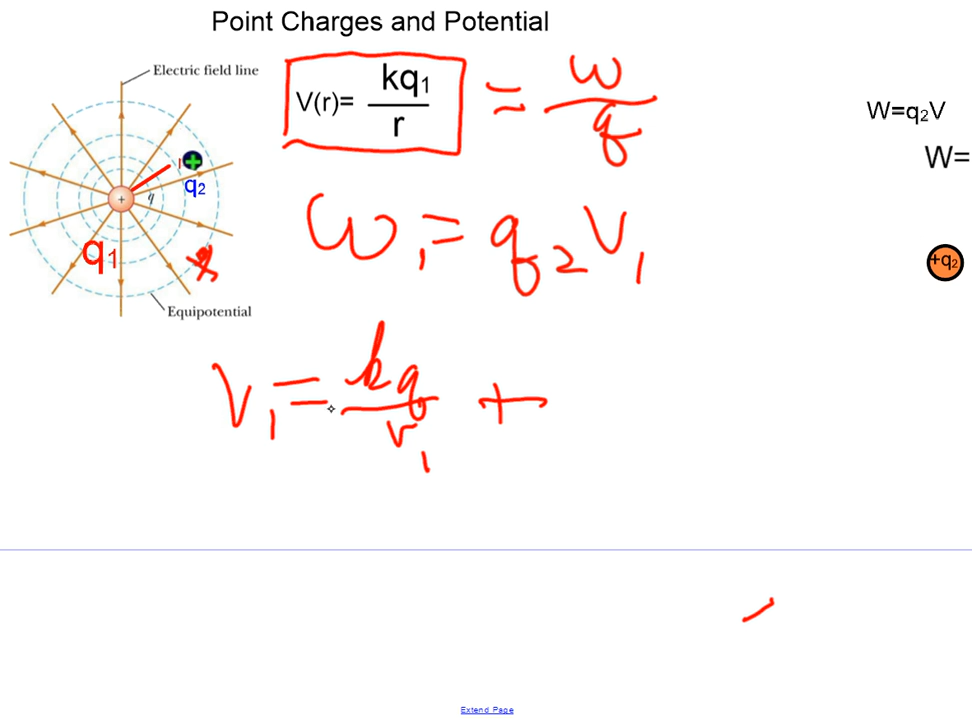 Point Charges and Potential
Electric field line
V(r)= kq1/r = w/q
W=q2V
W=
q2
q
w1 = q2V1
q1
+q2
Equipotential
V1 = kq/r1 +
Extend Page